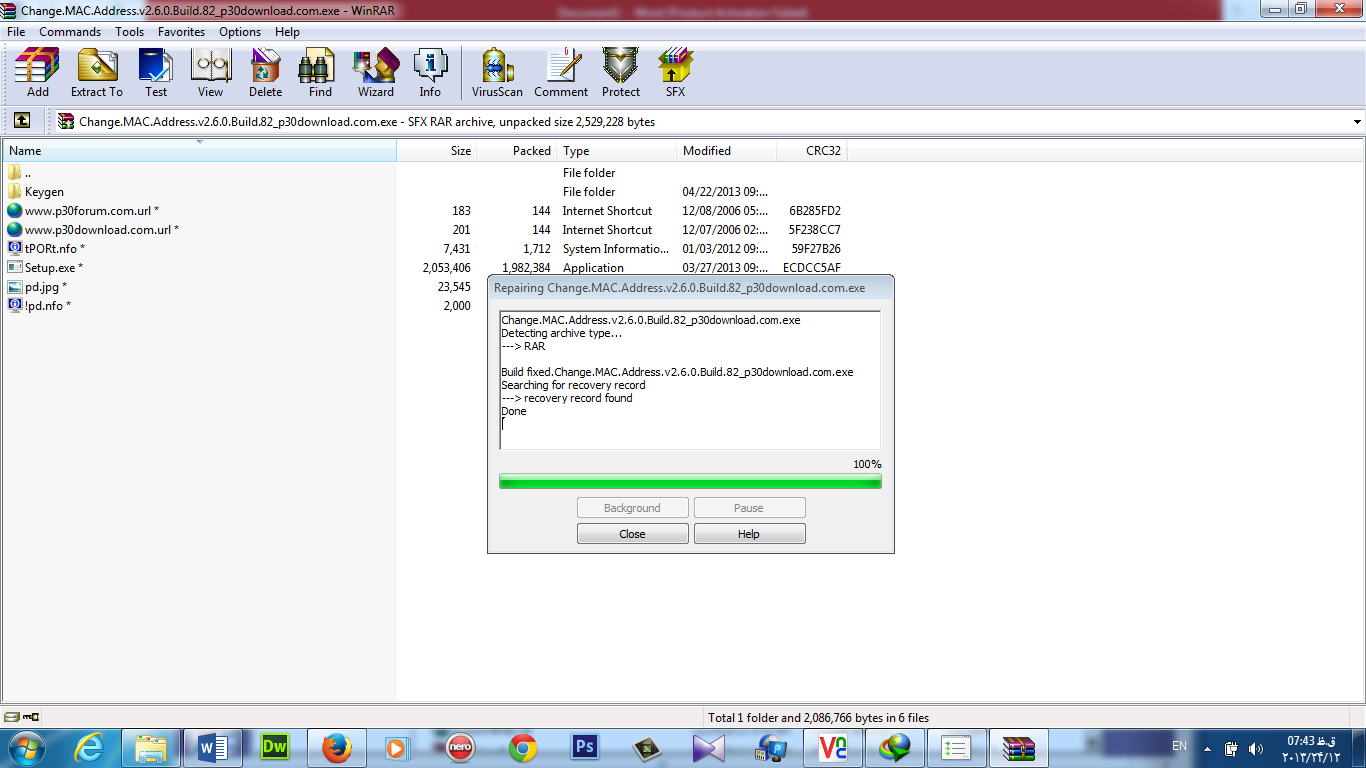 Change.MAC.Address.v2.6.0.Build.82_p30download.com.exe - WinRAR
File Commands Tools Favorites Options Help
Add Extract To Test View Delete Find Wizard Info VirusScan Comment Protect SFX
Change.MAC.Address.v2.6.0.Build.82_p30download.com.exe - SFX RAR archive, unpacked size 2,529,228 bytes
Name Size Packed Type Modified CRC32
.. File folder
Keygen File folder 04/22/2013 09:...
www.p30forum.com.url * 183 144 Internet Shortcut 12/08/2006 05:... 6B285FD2
www.p30download.com.url * 201 144 Internet Shortcut 12/07/2006 02:... 5F238CC7
tPORt.nfo * 7,431 1,712 System Informatio... 01/03/2012 09:... 59F27B26
Setup.exe * 2,053,406 1,982,384 Application 03/27/2013 09:... ECDCC5AF
pd.jpg * 23,545
!pd.nfo * 2,000
Repairing Change.MAC.Address.v2.6.0.Build.82_p30download.com.exe
Change.MAC.Address.v2.6.0.Build.82_p30download.com.exe
Detecting archive type...
---> RAR
Build fixed.Change.MAC.Address.v2.6.0.Build.82_p30download.com.exe
Searching for recovery record
---> recovery record found
Done
100%
Background Pause
Close Help
Total 1 folder and 2,086,766 bytes in 6 files
W Dw nero Ps P
EN 07:43 ق.ظ
٢٠١٣/٢۴/١٢